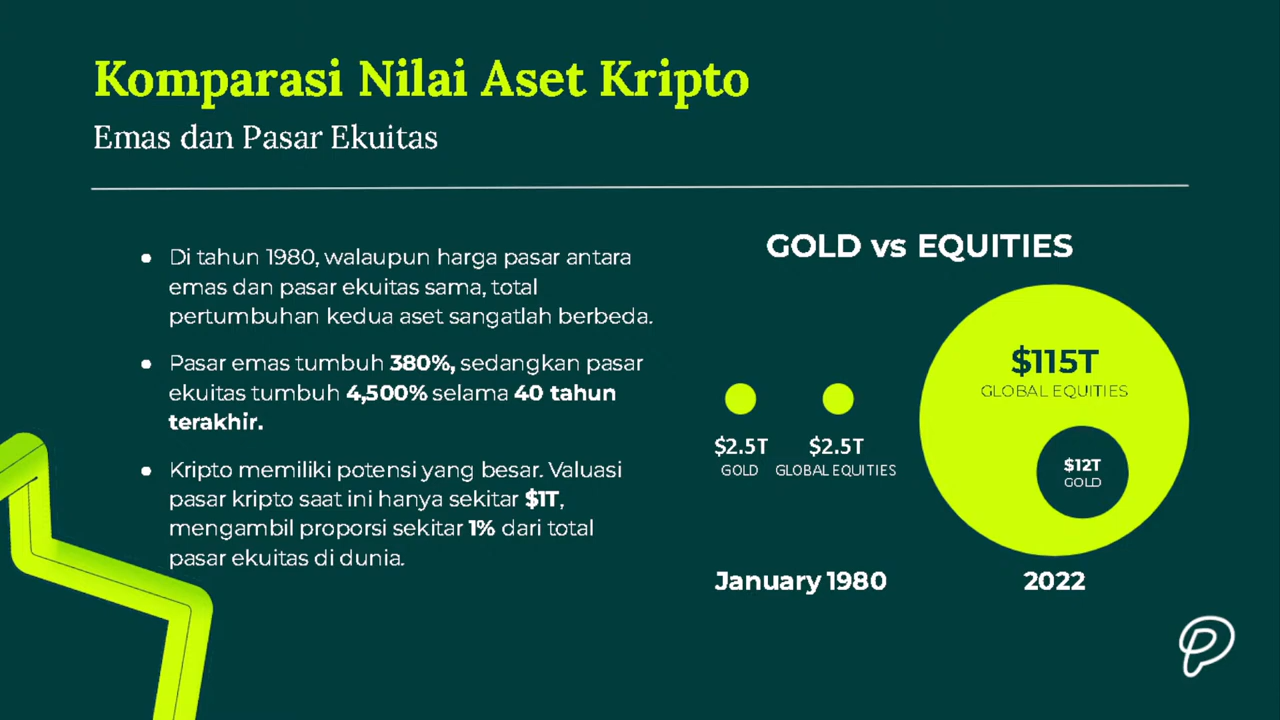 Komparasi Nilai Aset Kripto
Emas dan Pasar Ekuitas
• Di tahun 1980, walaupun harga pasar antara
emas dan pasar ekuitas sama, total
pertumbuhan kedua aset sangatlah berbeda.
• Pasar emas tumbuh 380%, sedangkan pasar
ekuitas tumbuh 4,500% selama 40 tahun
terakhir.
• Kripto memiliki potensi yang besar. Valuasi
pasar kripto saat ini hanya sekitar $1T,
mengambil proporsi sekitar 1% dari total
pasar ekuitas di dunia.
GOLD vs EQUITIES
$2.5T
GOLD
$2.5T
GLOBAL EQUITIES
January 1980
$115T
GLOBAL EQUITIES
$12T
GOLD
2022